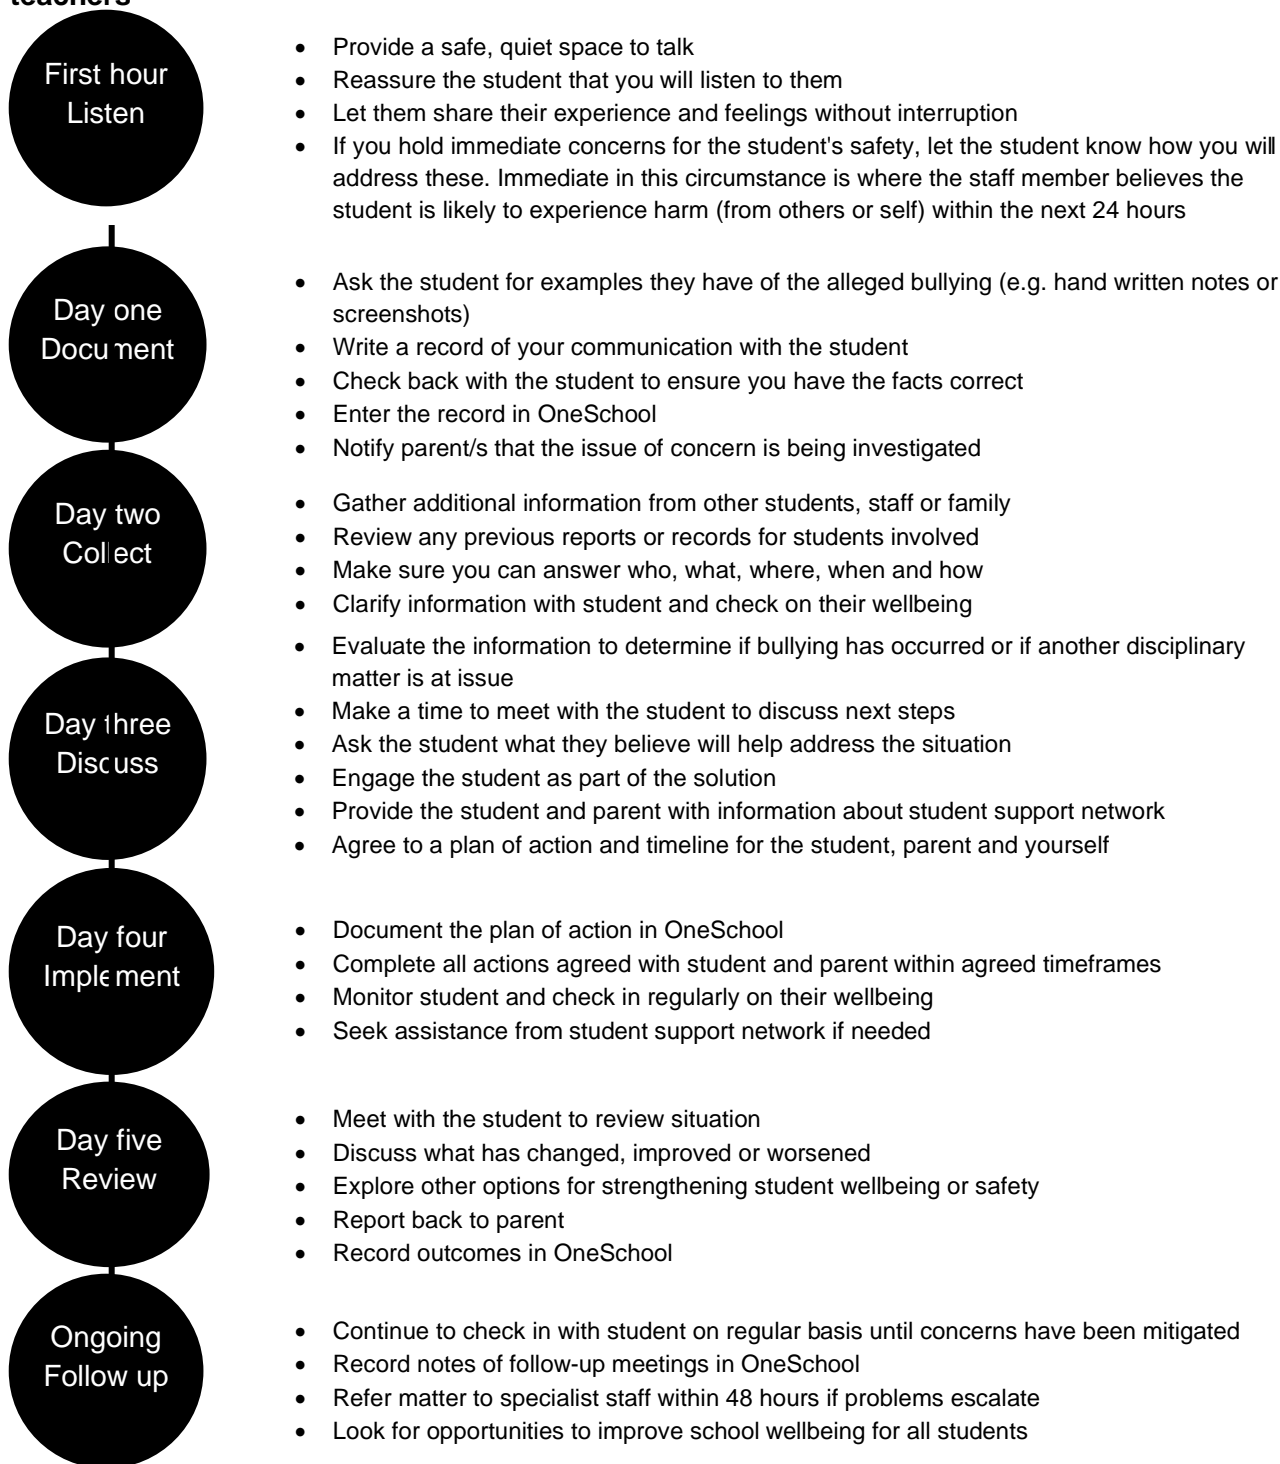 teachers
First hour
Listen
• Provide a safe, quiet space to talk
• Reassure the student that you will listen to them
• Let them share their experience and feelings without interruption
• If you hold immediate concerns for the student's safety, let the student know how you will
address these. Immediate in this circumstance is where the staff member believes the
student is likely to experience harm (from others or self) within the next 24 hours
Day one
Document
• Ask the student for examples they have of the alleged bullying (e.g. hand written notes or
screenshots)
• Write a record of your communication with the student
• Check back with the student to ensure you have the facts correct
• Enter the record in OneSchool
• Notify parent/s that the issue of concern is being investigated
Day two
Collect
• Gather additional information from other students, staff or family
• Review any previous reports or records for students involved
• Make sure you can answer who, what, where, when and how
• Clarify information with student and check on their wellbeing
Day three
Discuss
• Evaluate the information to determine if bullying has occurred or if another disciplinary
matter is at issue
• Make a time to meet with the student to discuss next steps
• Ask the student what they believe will help address the situation
• Engage the student as part of the solution
• Provide the student and parent with information about student support network
• Agree to a plan of action and timeline for the student, parent and yourself
Day four
Implement
• Document the plan of action in OneSchool
• Complete all actions agreed with student and parent within agreed timeframes
• Monitor student and check in regularly on their wellbeing
• Seek assistance from student support network if needed
Day five
Review
• Meet with the student to review situation
• Discuss what has changed, improved or worsened
• Explore other options for strengthening student wellbeing or safety
• Report back to parent
• Record outcomes in OneSchool
Ongoing
Follow up
• Continue to check in with student on regular basis until concerns have been mitigated
• Record notes of follow-up meetings in OneSchool
• Refer matter to specialist staff within 48 hours if problems escalate
• Look for opportunities to improve school wellbeing for all students